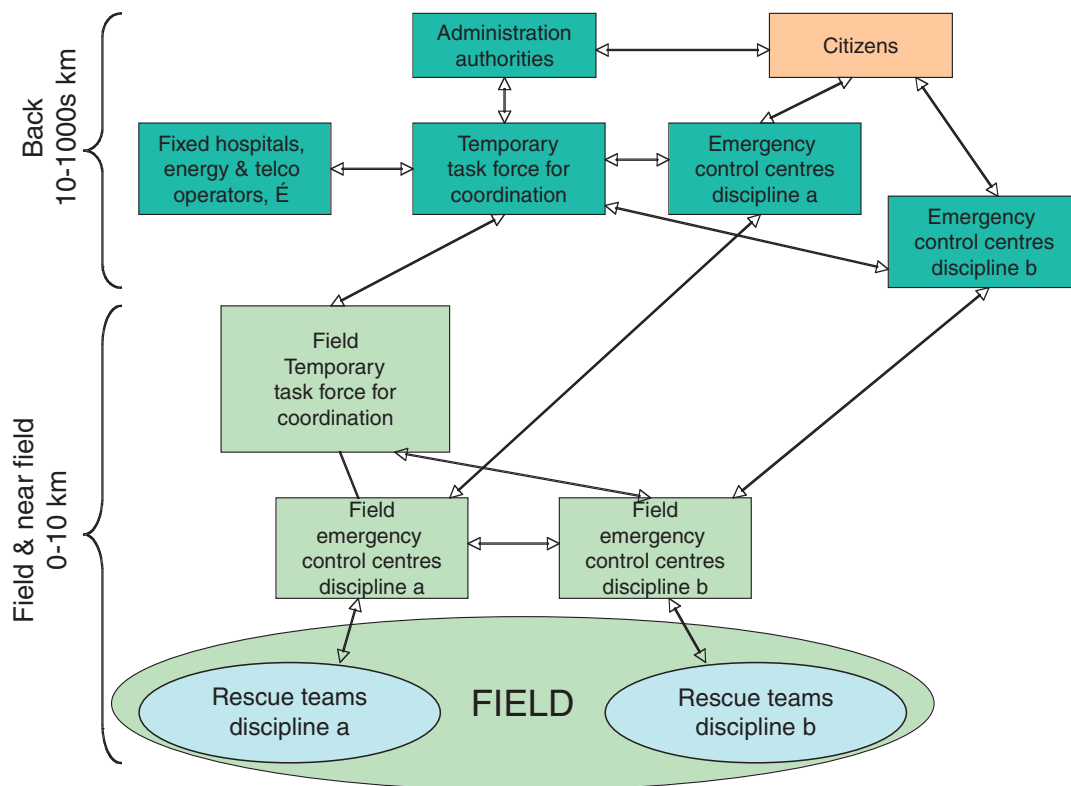 Back
10-1000s km
Administration
authorities
Citizens
Fixed hospitals,
energy & telco
operators, É
Temporary
task force for
coordination
Emergency
control centres
discipline a
Emergency
control centres
discipline b
Field & near field
0-10 km
Field
Temporary
task force for
coordination
Field
emergency
control centres
discipline a
Field
emergency
control centres
discipline b
Rescue teams
discipline a
FIELD
Rescue teams
discipline b